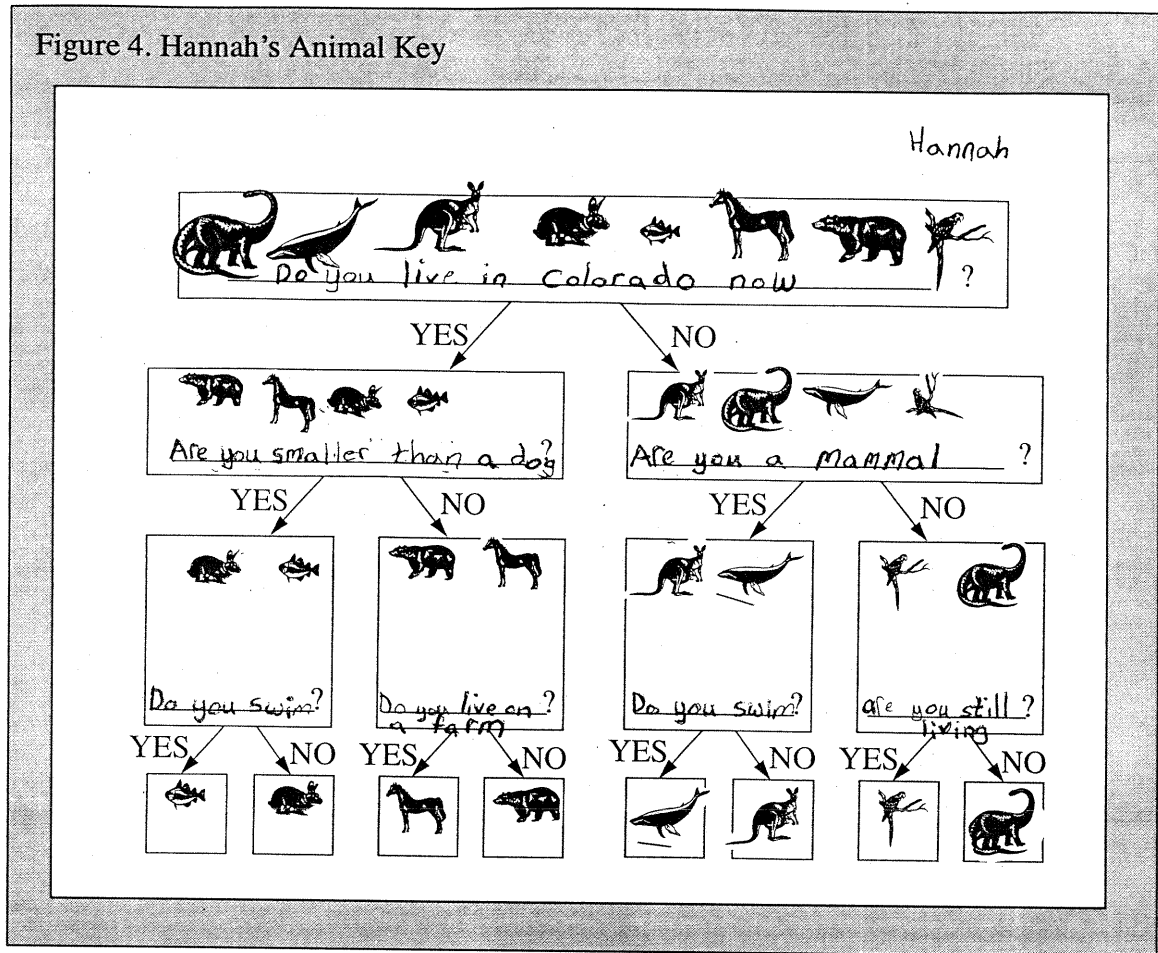 Figure 4. Hannah's Animal Key
Hannah
Do you live in Colorado now ?
YES NO
Are you smaller than a dog?
Are you a mammal ?
YES NO YES NO
Do you swim?
Do you live on ?
a farm
Do you swim?
are you still ?
living
YES NO YES NO YES NO YES NO